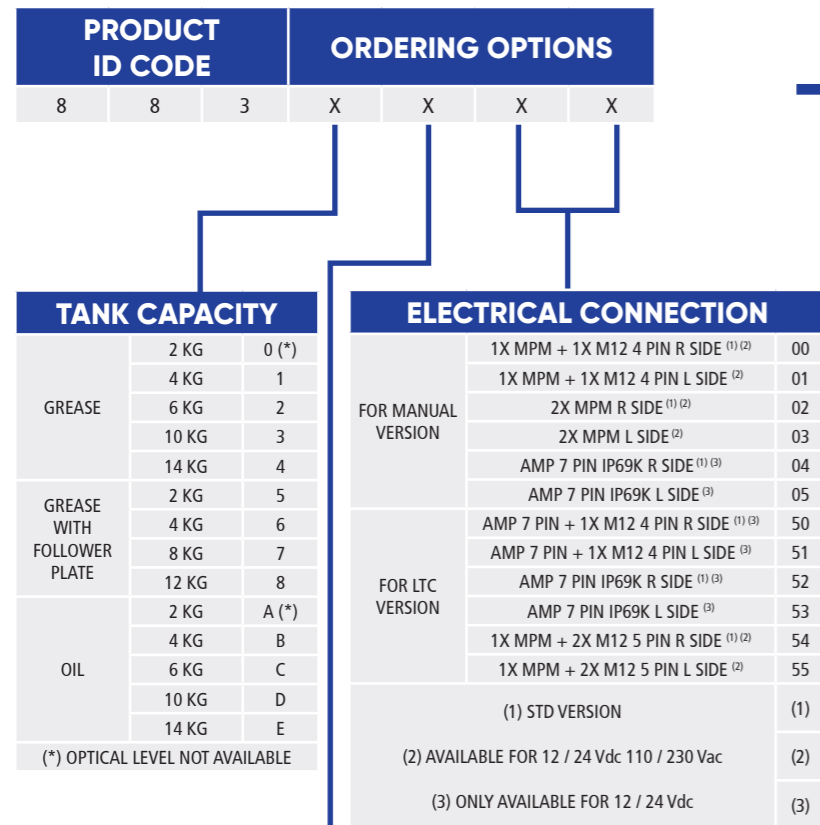 PRODUCT
ID CODE
ORDERING OPTIONS
8 8 3 X X X X
TANK CAPACITY
GREASE
2 KG 0 (*)
4 KG 1
6 KG 2
10 KG 3
14 KG 4
GREASE
WITH
FOLLOWER
PLATE
2 KG 5
4 KG 6
8 KG 7
12 KG 8
OIL
2 KG A (*)
4 KG B
6 KG C
10 KG D
14 KG E
(*) OPTICAL LEVEL NOT AVAILABLE
ELECTRICAL CONNECTION
FOR MANUAL
VERSION
1X MPM + 1X M12 4 PIN R SIDE (1) (2) 00
1X MPM + 1X M12 4 PIN L SIDE (2) 01
2X MPM R SIDE (1) (2) 02
2X MPM L SIDE (2) 03
AMP 7 PIN IP69K R SIDE (1) (3) 04
AMP 7 PIN IP69K L SIDE (3) 05
FOR LTC
VERSION
AMP 7 PIN + 1X M12 4 PIN R SIDE (1) (3) 50
AMP 7 PIN + 1X M12 4 PIN L SIDE (3) 51
AMP 7 PIN IP69K R SIDE (1) (3) 52
AMP 7 PIN IP69K L SIDE (3) 53
1X MPM + 2X M12 5 PIN R SIDE (1) (2) 54
1X MPM + 2X M12 5 PIN L SIDE (2) 55
(1) STD VERSION (1)
(2) AVAILABLE FOR 12 / 24 Vdc 110 / 230 Vac (2)
(3) ONLY AVAILABLE FOR 12 / 24 Vdc (3)